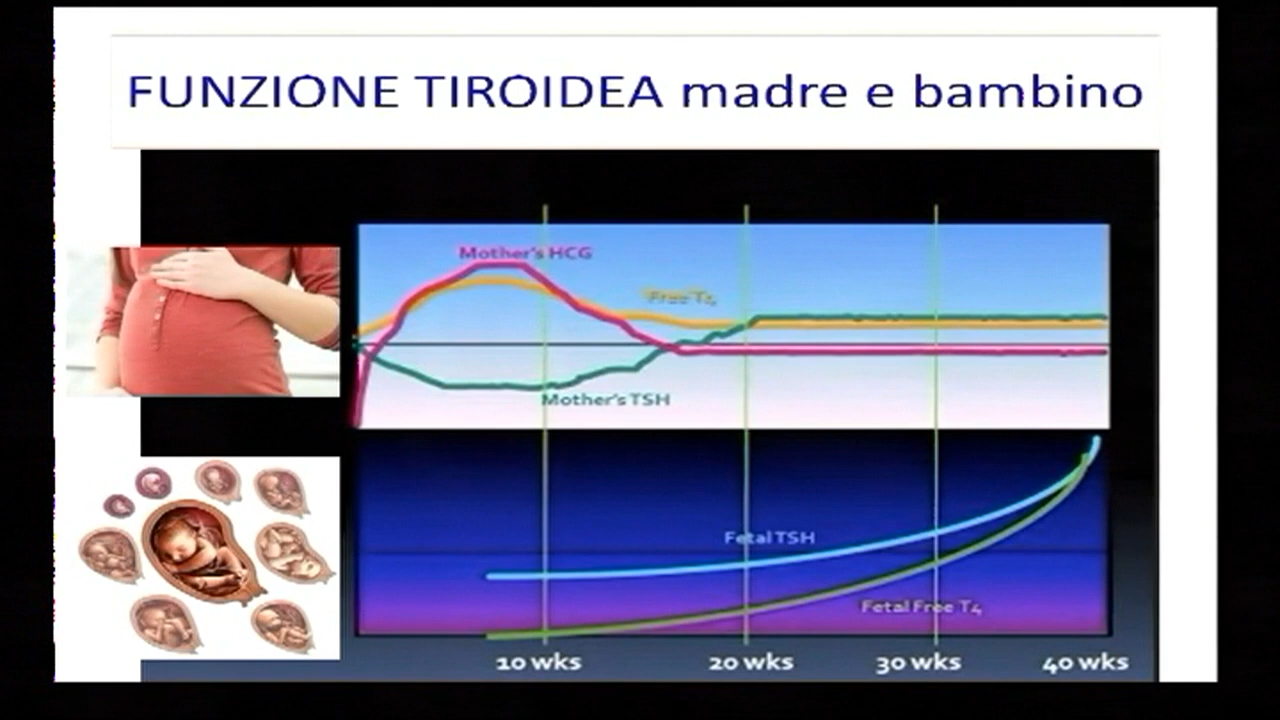 FUNZIONE TIROIDEA madre e bambino
Mother's HCG
Free T4
Mother's TSH
Fetal TSH
Fetal Free T4
10 wks
20 wks
30 wks
40 wks